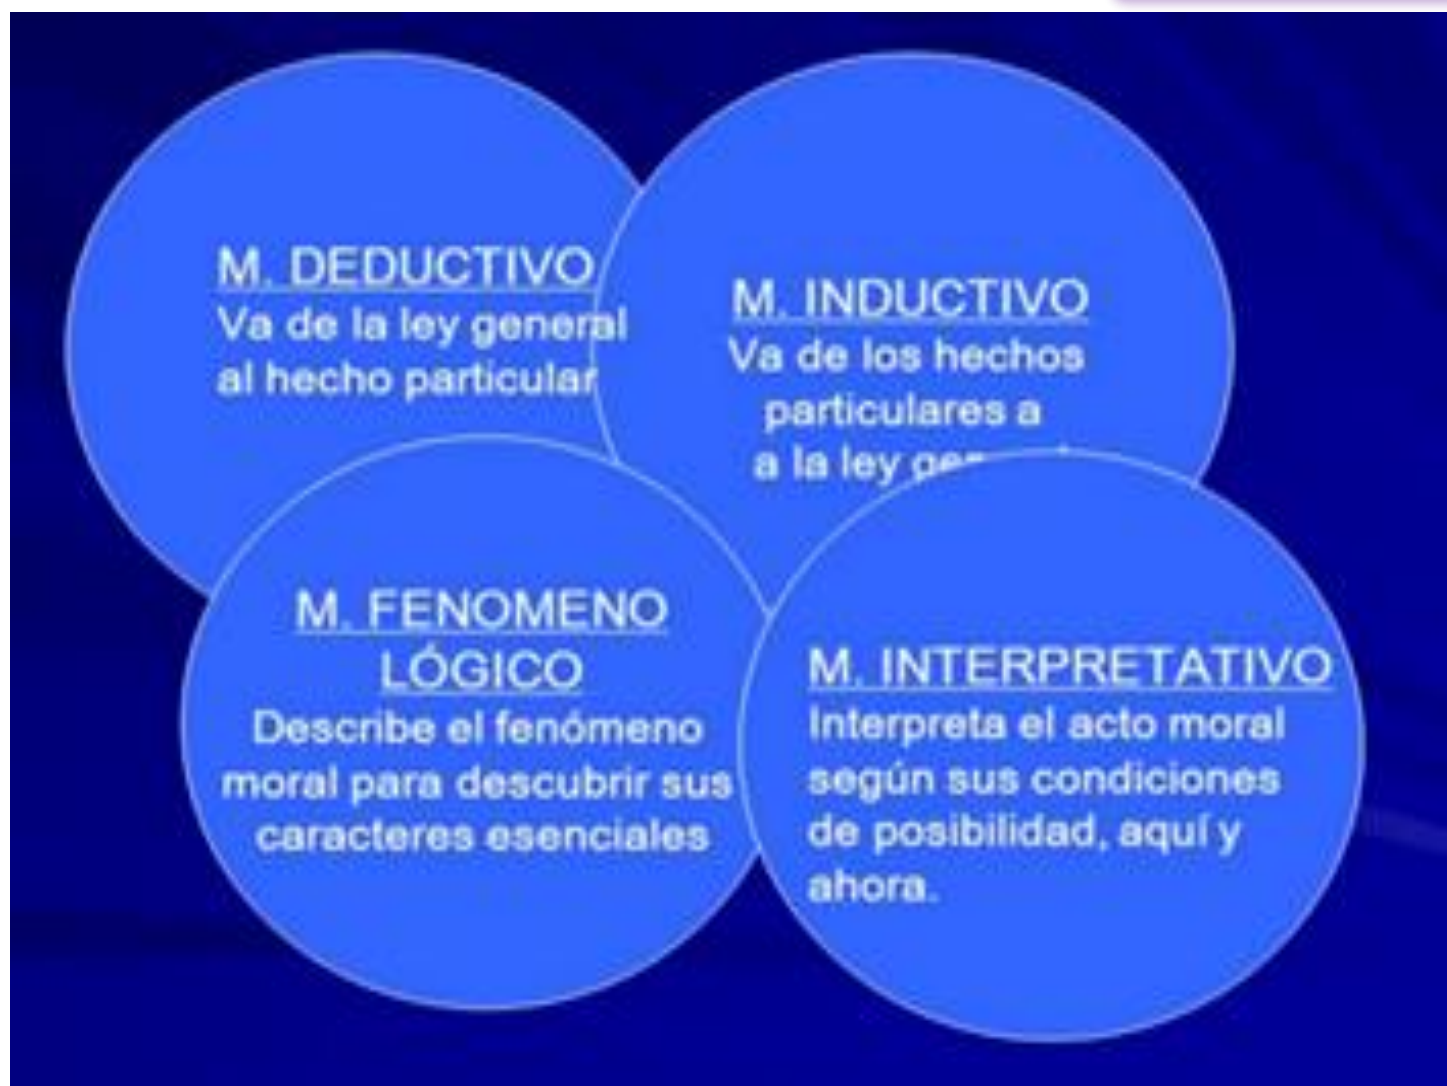 M. DEDUCTIVO
Va de la ley general
al hecho particular
M. INDUCTIVO
Va de los hechos
particulares a
a la ley
M. FENOMENO
LÓGICO
Describe el fenómeno
moral para descubrir sus
caracteres esenciales
M. INTERPRETATIVO
Interpreta el acto moral
según sus condiciones
de posibilidad, aquí y
ahora.